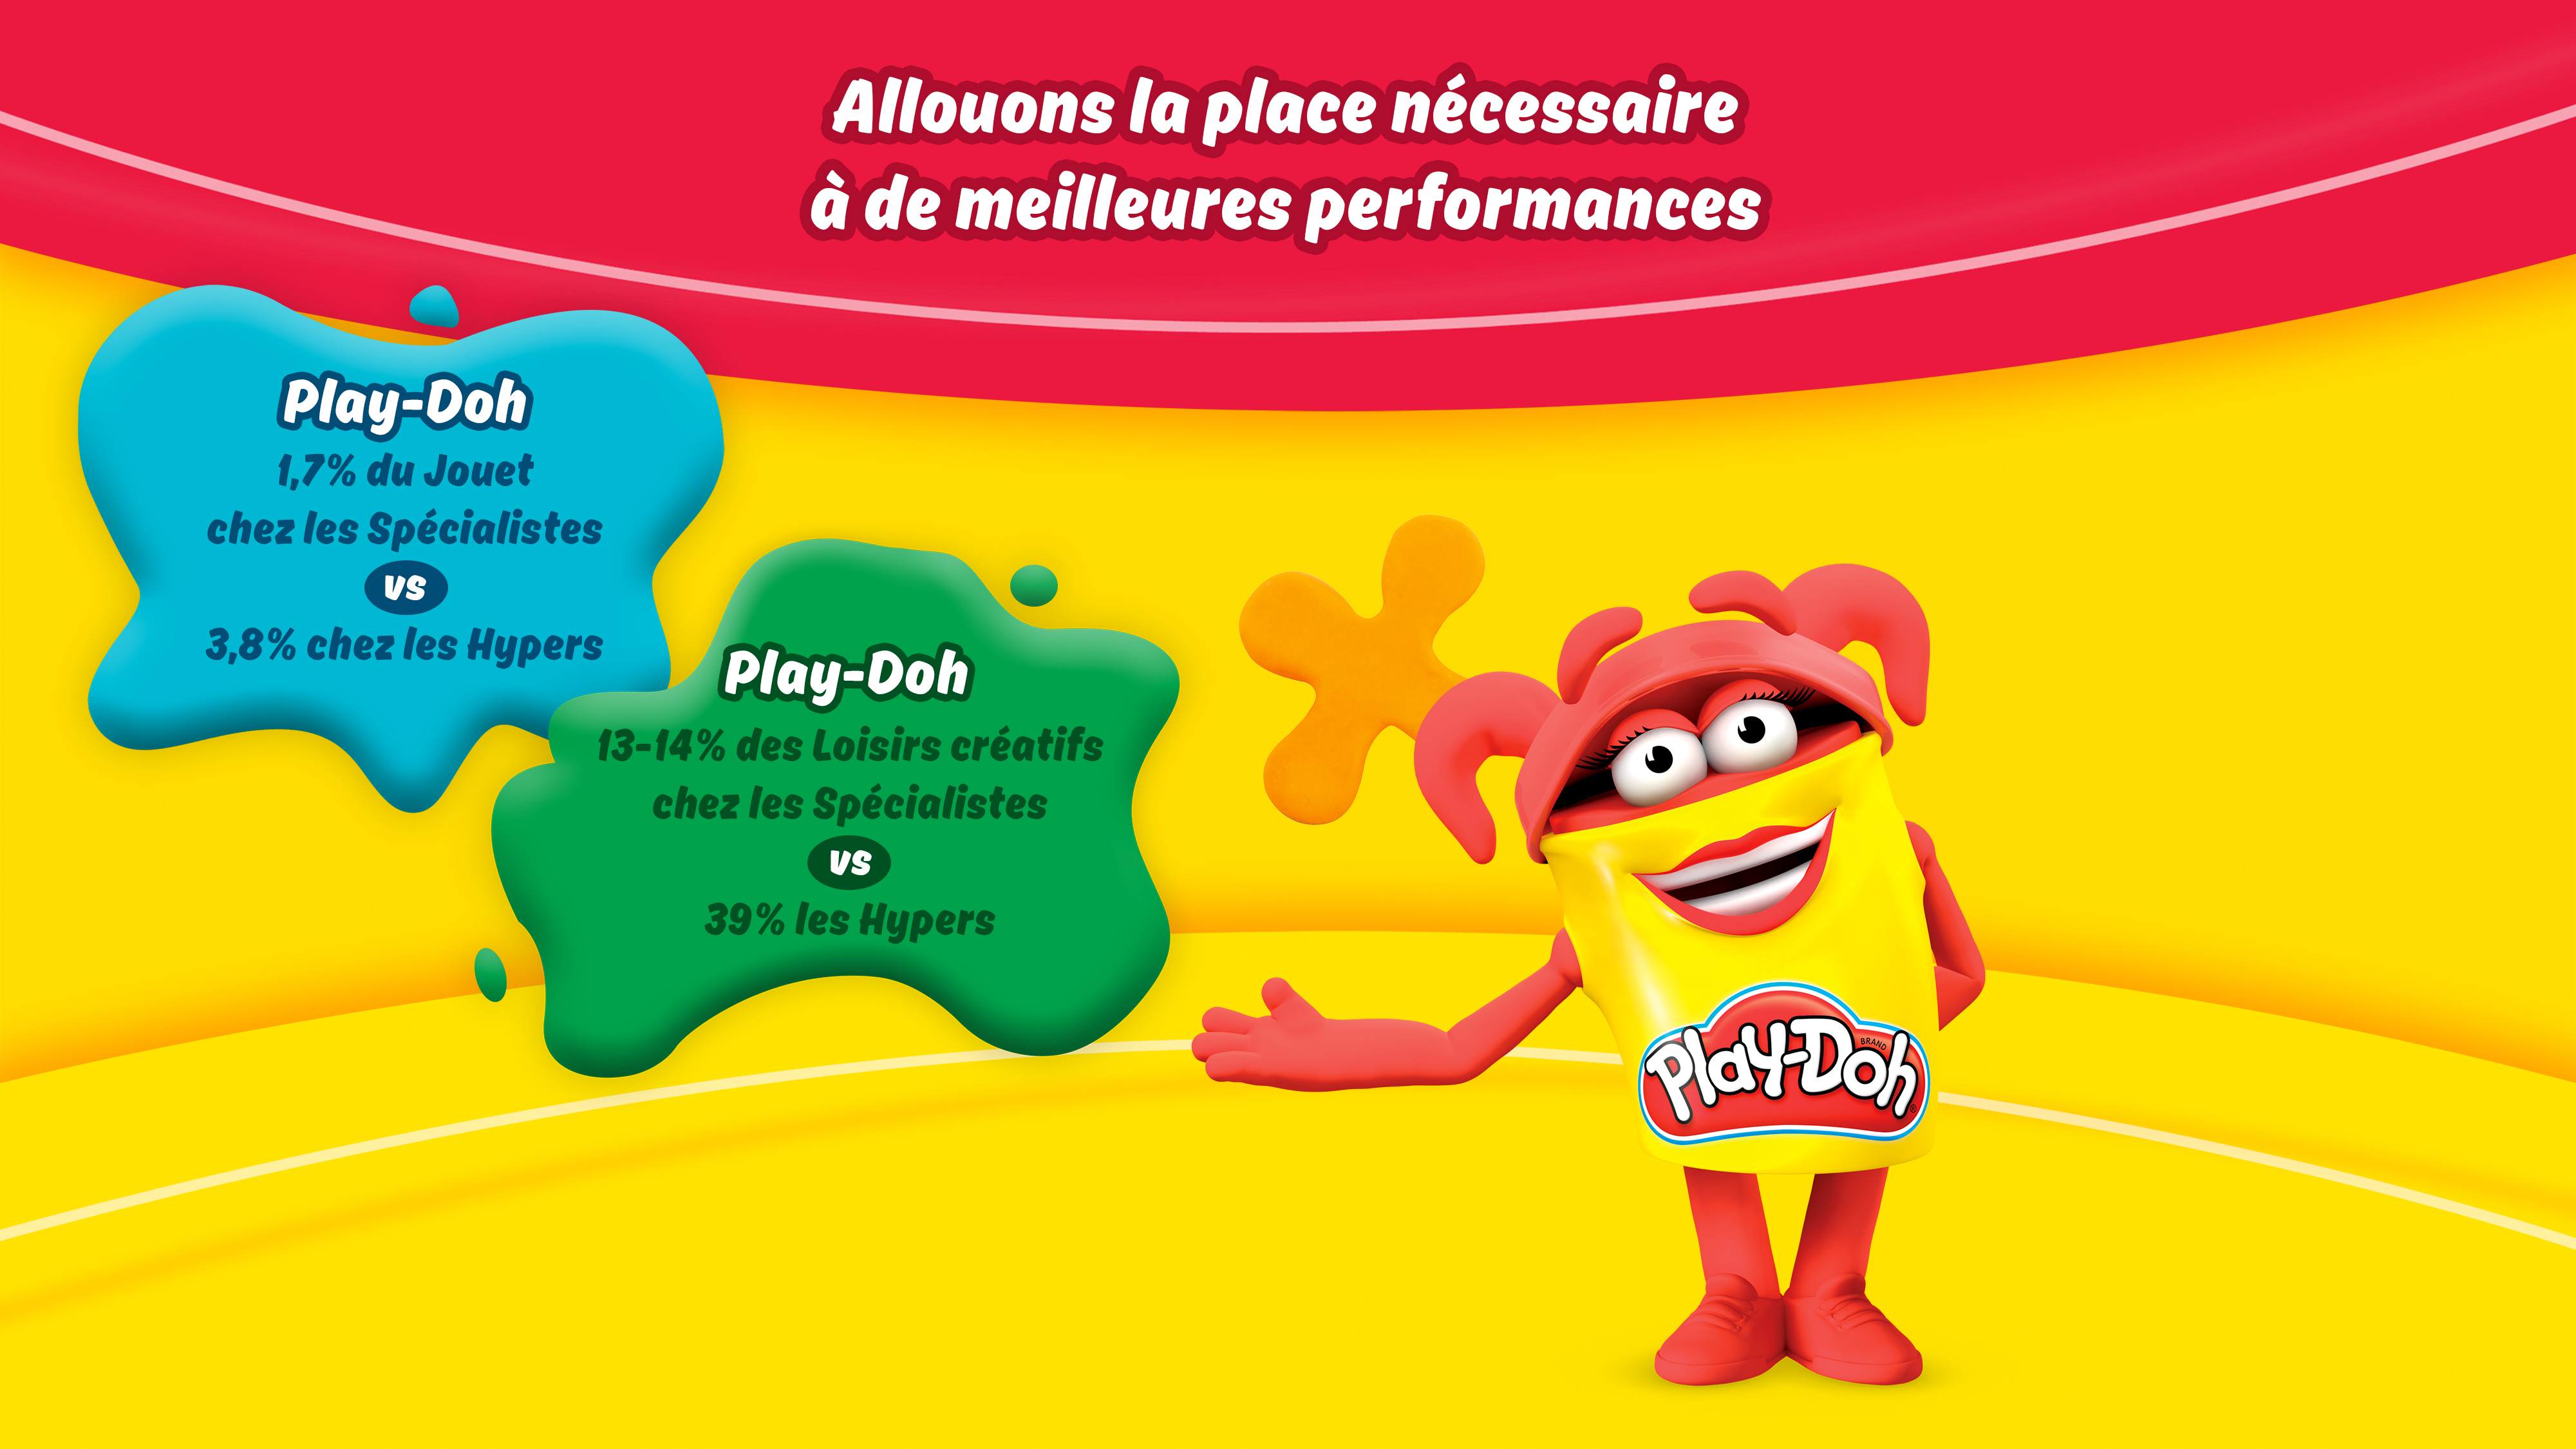 Allouons la place nécessaire
à de meilleures performances
Play-Doh
1,7% du Jouet
chez les Spécialistes
vs
3,8% chez les Hypers
Play-Doh
13-14% des Loisirs créatifs
chez les Spécialistes
vs
39% les Hypers
BRAND
Play-Doh®